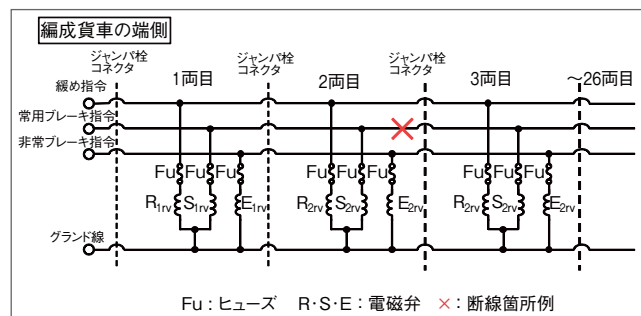 編成貨車の端側
ジャンパ栓
コネクタ
ジャンパ栓
コネクタ
ジャンパ栓
コネクタ
1両目
2両目
3両目
～26両目
緩め指令
常用ブレーキ指令
非常ブレーキ指令
Fu Fu Fu
Fu Fu Fu
Fu Fu Fu
R1rv S1rv E1rv
R2rv S2rv E2rv
R2rv S2rv E2rv
グランド線
Fu：ヒューズ R・S・E：電磁弁 ×：断線箇所例